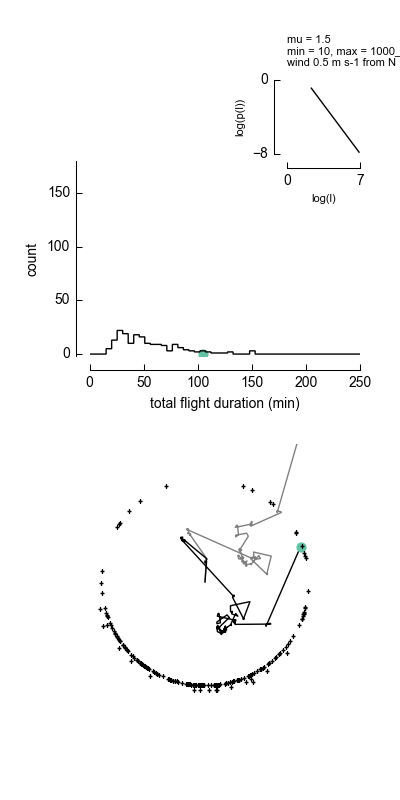 mu = 1.5
min = 10, max = 1000_
wind 0.5 m s-1 from N
0
log(p(l))
−8
0
7
log(l)
150
100
50
0
count
0
50
100
150
200
250
total flight duration (min)